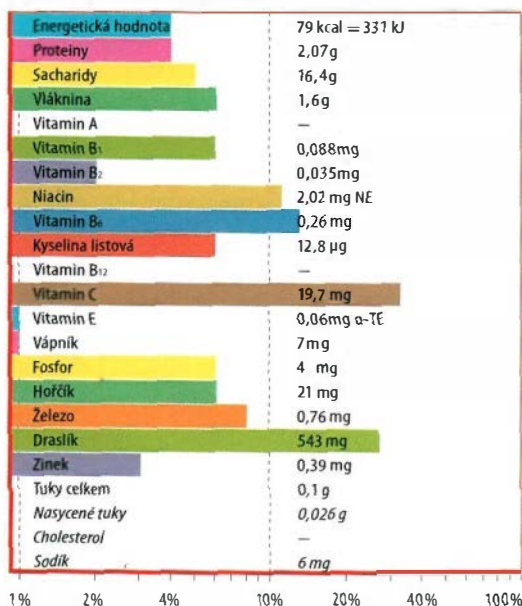 Energetická hodnota 79 kcal = 331 kJ
Proteiny 2,07g
Sacharidy 16,4g
Vláknina 1,6g
Vitamin A —
Vitamin B₁ 0,088mg
Vitamin B₂ 0,035mg
Niacin 2,02 mg NE
Vitamin B₆ 0,26 mg
Kyselina listová 12,8 µg
Vitamin B₁₂ —
Vitamin C 19,7 mg
Vitamin E 0,06mg α-TE
Vápník 7mg
Fosfor 4 mg
Hořčík 21 mg
Železo 0,76 mg
Draslík 543 mg
Zinek 0,39 mg
Tuky celkem 0,1 g
Nasycené tuky 0,026 g
Cholesterol —
Sodík 6 mg
1% 2% 4% 10% 20% 40% 100%